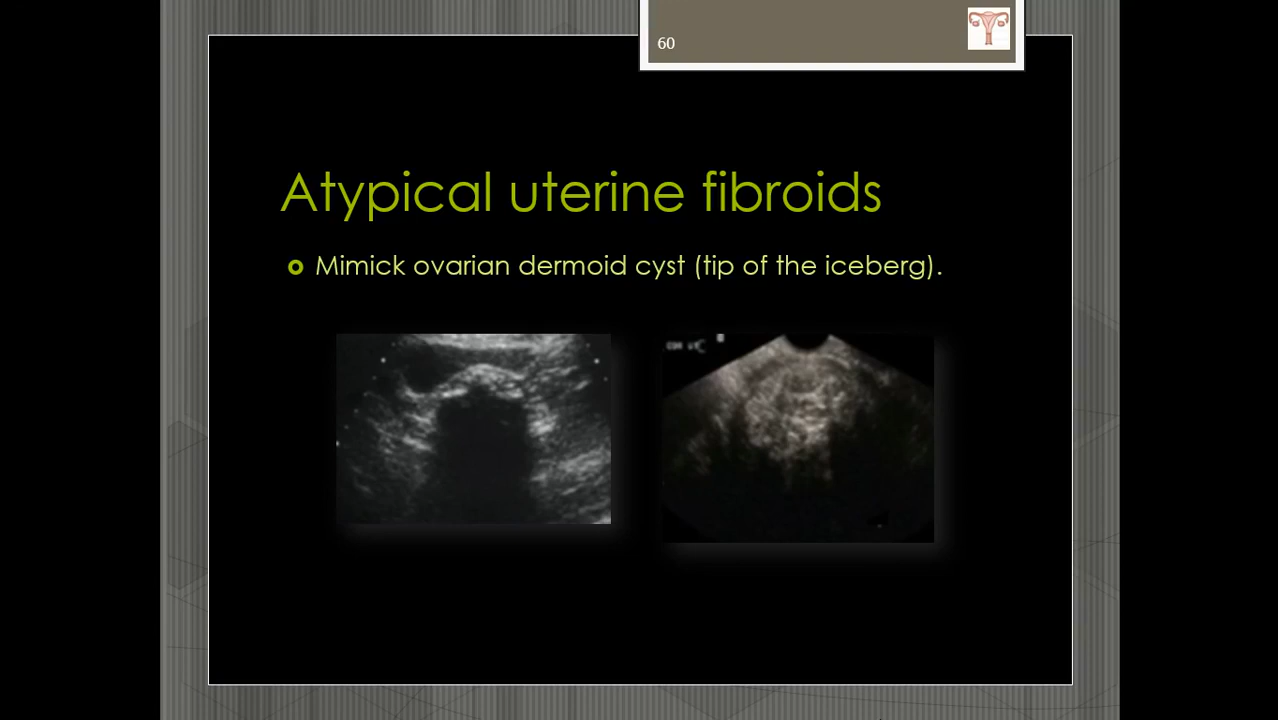 60
Atypical uterine fibroids
Mimick ovarian dermoid cyst (tip of the iceberg).